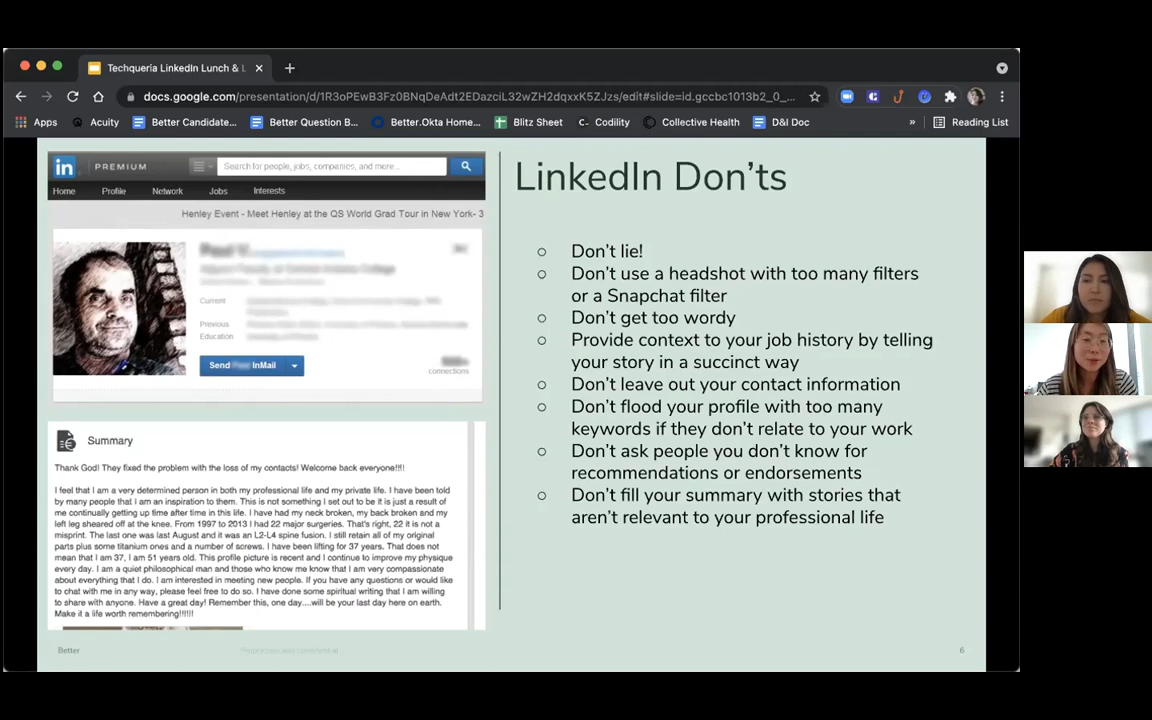 Techqueria LinkedIn Lunch & L
docs.google.com/presentation/d/1R3oPEwB3Fz0BNQDeAdt2EDazciL32wZH2dqxxK5ZJzs/edit#slide=id.gccbc1013b2_0_...
Apps
Acuity
Better Candidate...
Better Question B...
Better.Okta Home...
Blitz Sheet
Codility
Collective Health
D&I Doc
»
Reading List
in
PREMIUM
Search for people, jobs, companies, and more...
Home
Profile
Network
Jobs
Interests
Henley Event - Meet Henley at the QS World Grad Tour in New York- 3
Current
Previous
Education
Send InMail
connections
Summary
Thank God! They fixed the problem with the loss of my contacts! Welcome back everyone!!!!
I feel that I am a very determined person in both my professional life and my private life. I have been told
by many people that I am an inspiration to them. This is not something I set out to be it is just a result of
me continually getting up time after time in this life. I have had my neck broken, my back broken and my
left leg sheared off at the knee. From 1997 to 2013 I had 22 major surgeries. That's right, 22 it is not a
misprint. The last one was last August and it was an L2-L4 spine fusion. I still retain all of my original
parts plus some titanium ones and a number of screws. I have been lifting for 37 years. That does not
mean that I am 37, I am 51 years old. This profile picture is recent and I continue to improve my physique
every day. I am a quiet philosophical man and those who know me know that I am very compassionate
about everything that I do. I am interested in meeting new people. If you have any questions or would like
to chat with me in any way, please feel free to do so. I have done some spiritual writing that I am willing
to share with anyone. Have a great day! Remember this, one day....will be your last day here on earth.
Make it a life worth remembering!!!!!!
LinkedIn Don'ts
○ Don't lie!
○ Don't use a headshot with too many filters
or a Snapchat filter
○ Don't get too wordy
○ Provide context to your job history by telling
your story in a succinct way
○ Don't leave out your contact information
○ Don't flood your profile with too many
keywords if they don't relate to your work
○ Don't ask people you don't know for
recommendations or endorsements
○ Don't fill your summary with stories that
aren't relevant to your professional life
Better
6